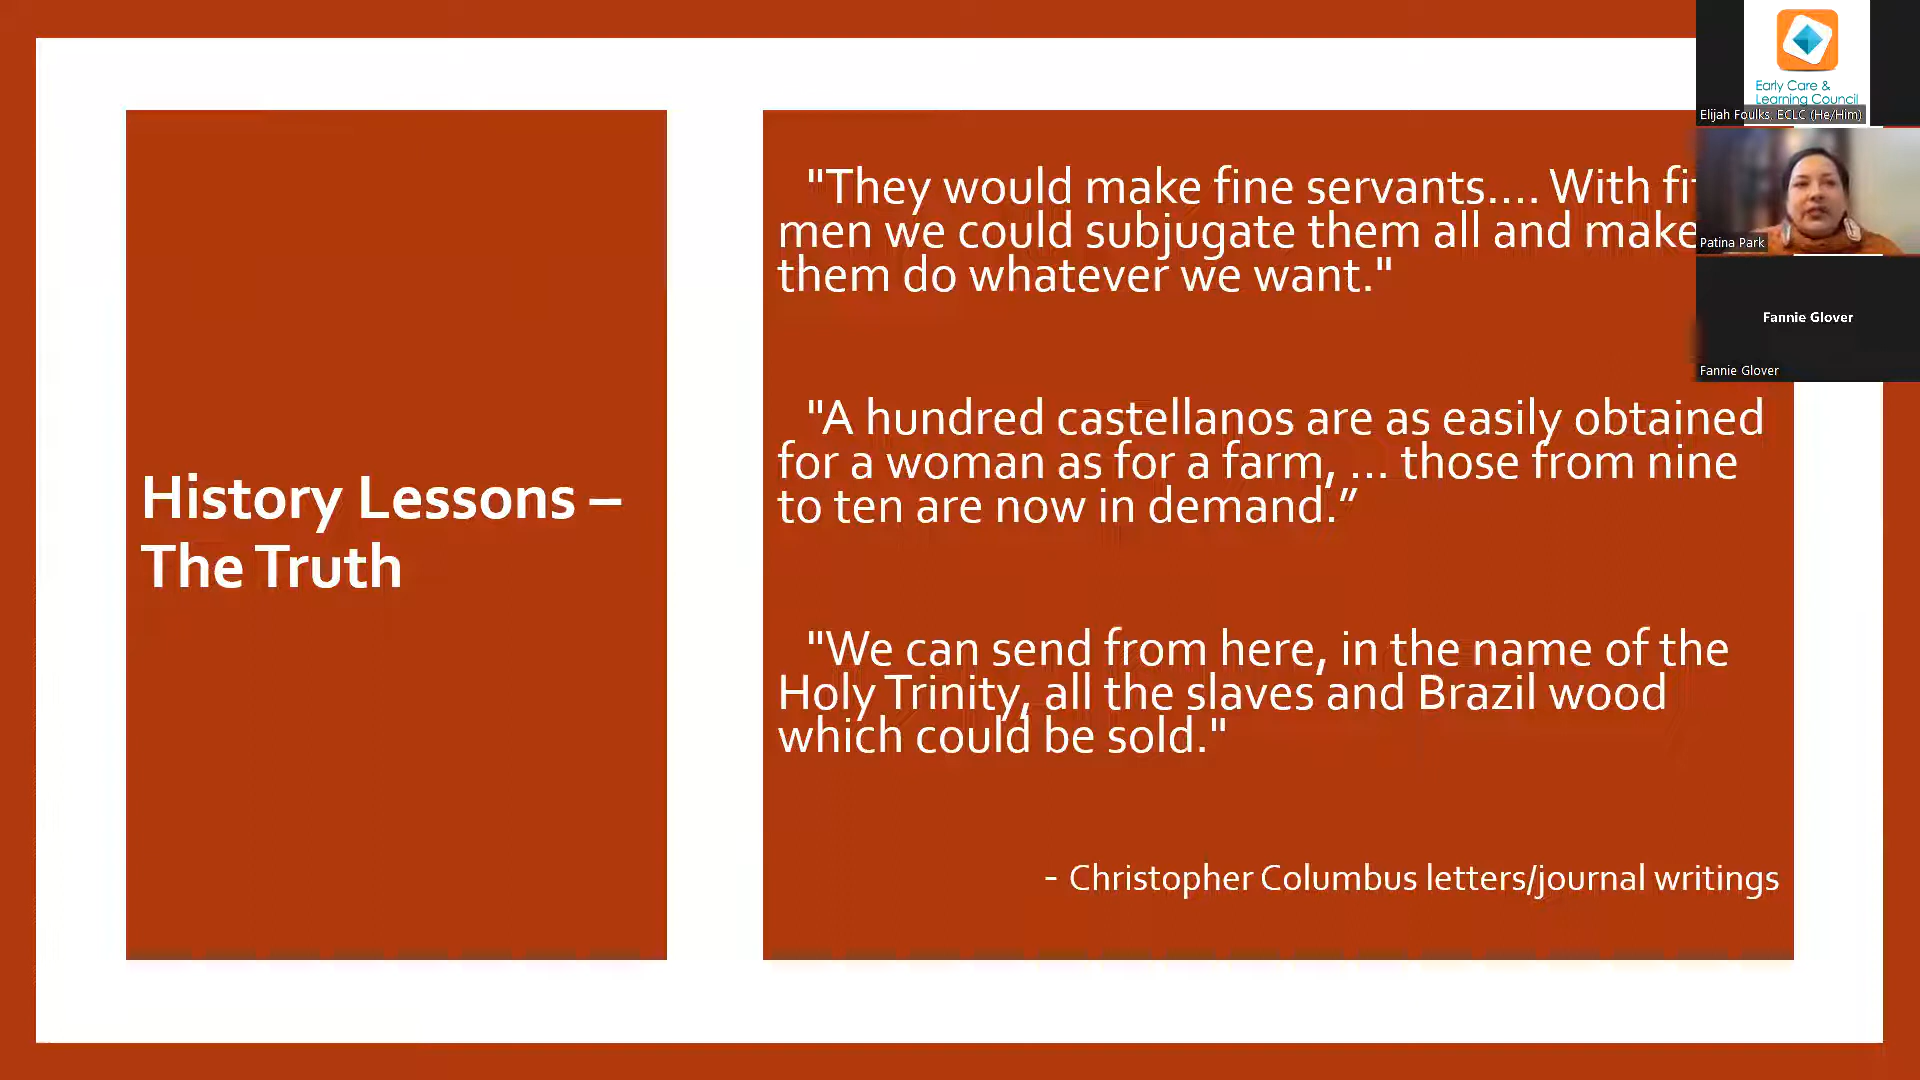 History Lessons –
The Truth
"They would make fine servants.... With
men we could subjugate them all and make
them do whatever we want."
"A hundred castellanos are as easily obtained
for a woman as for a farm, ... those from nine
to ten are now in demand.”
"We can send from here, in the name of the
Holy Trinity, all the slaves and Brazil wood
which could be sold."
- Christopher Columbus letters/journal writings
Early Care &
Learning Council
Elijah Foulks, ECLC (He/Him)
Patina Park
Fannie Glover
Fannie Glover